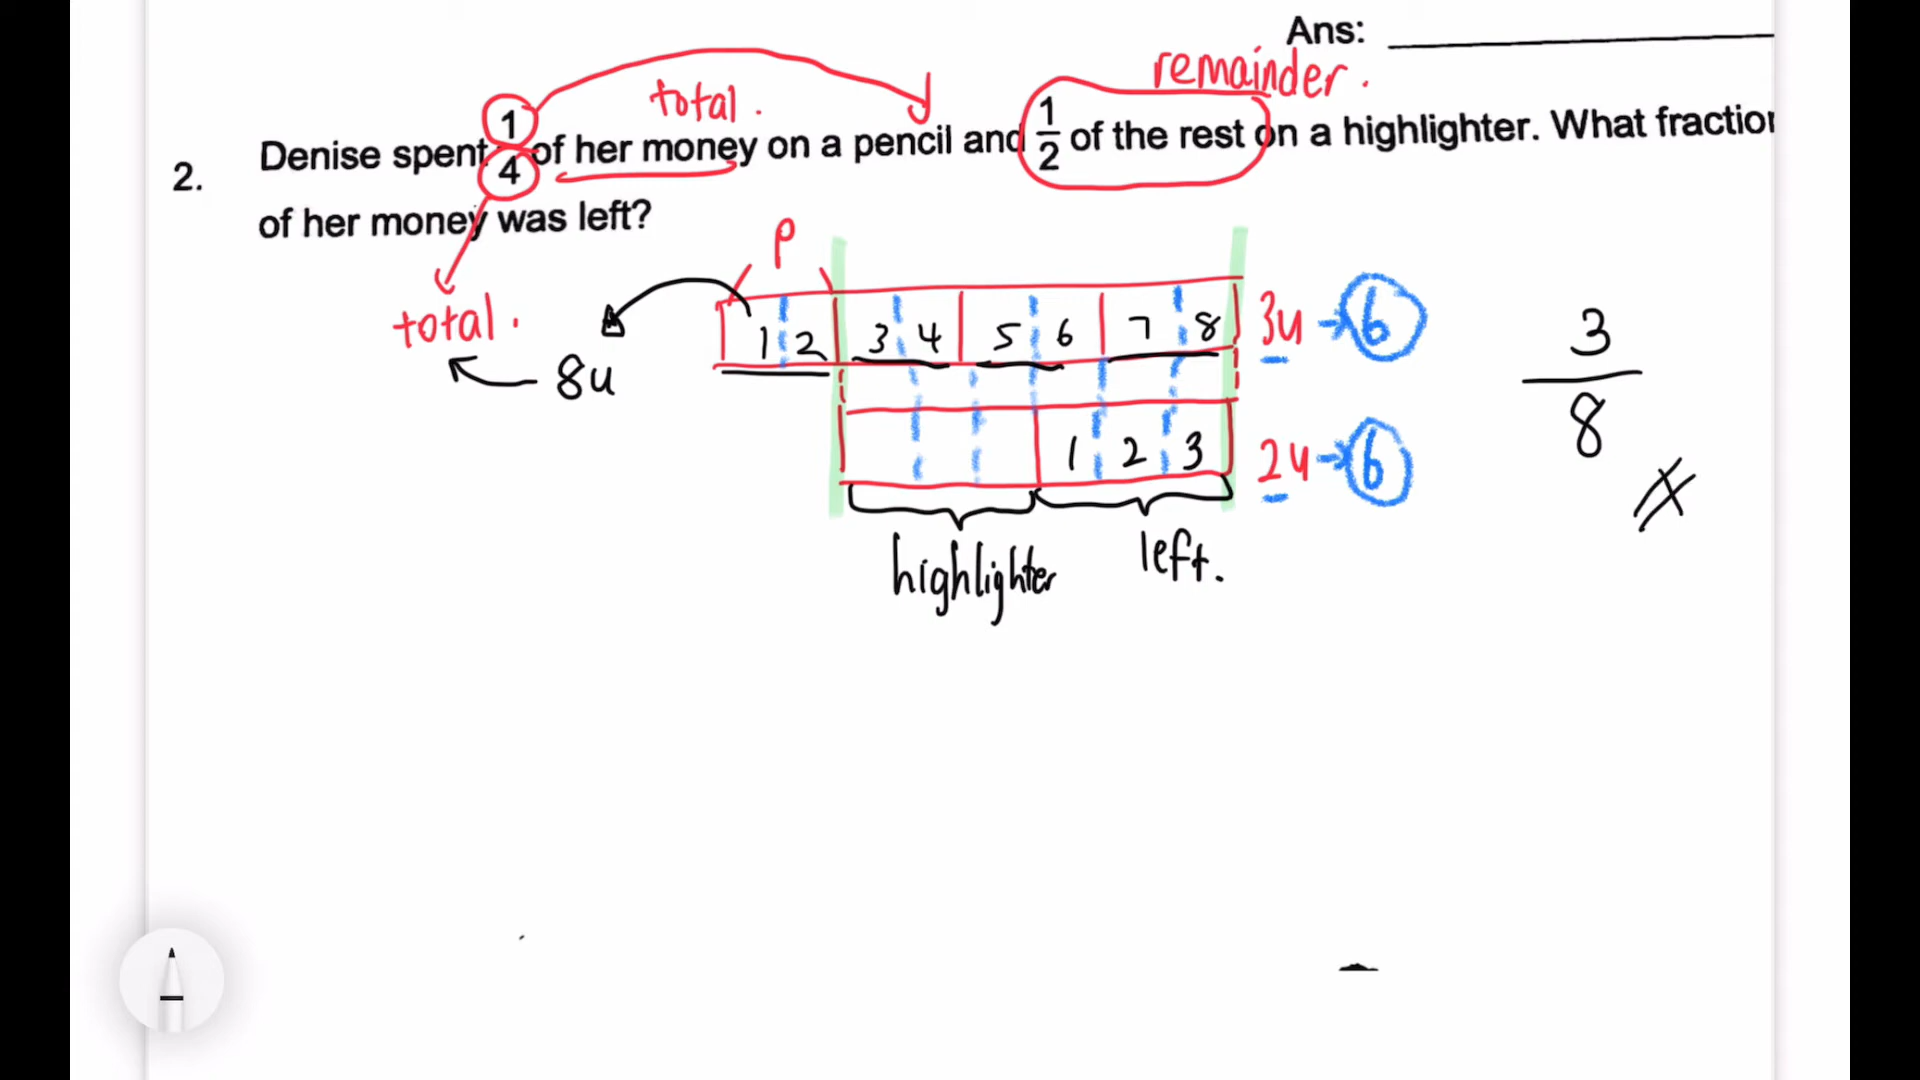 Ans:
remainder.
total.
2. Denise spent 1/4 of her money on a pencil and 1/2 of the rest on a highlighter. What fraction
of her money was left?
P
total.
8u
1 2 3 4 5 6 7 8
3u → 6
1 2 3
2u → 6
3/8
highlighter
left.